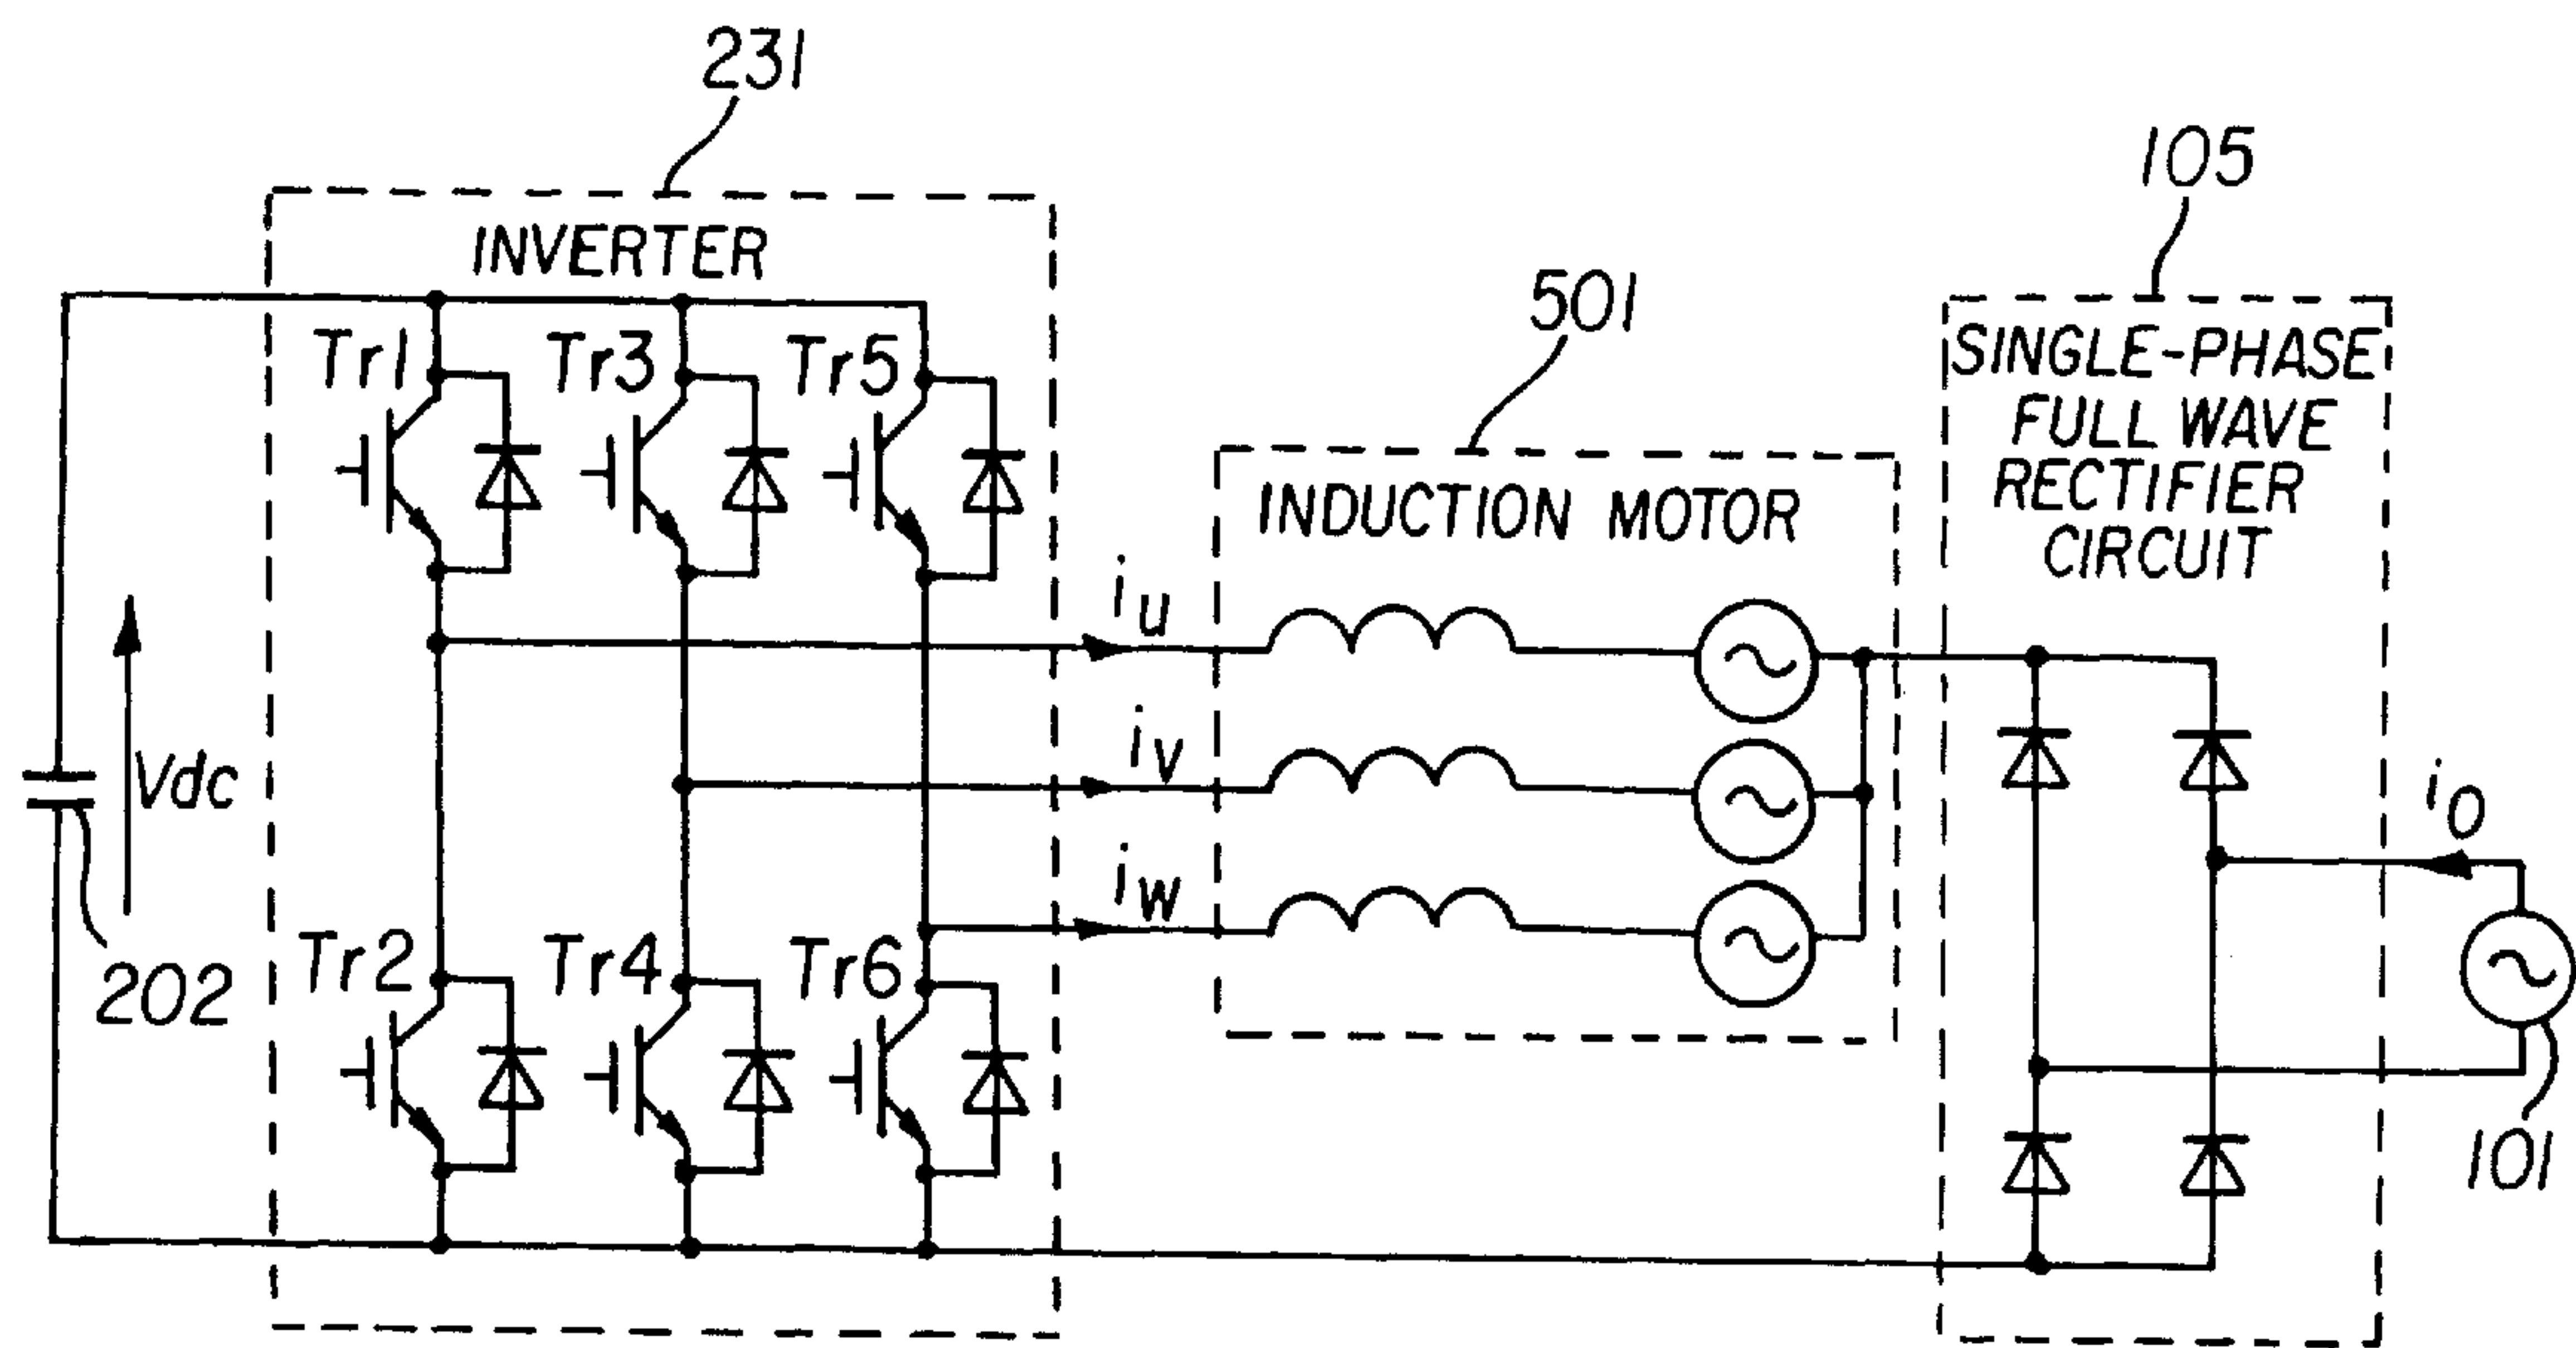 231
105
INVERTER
501
SINGLE-PHASE
FULL WAVE
RECTIFIER
CIRCUIT
Tr1
Tr3
Tr5
INDUCTION MOTOR
iu
iv
Vdc
io
iw
Tr2
Tr4
Tr6
202
101